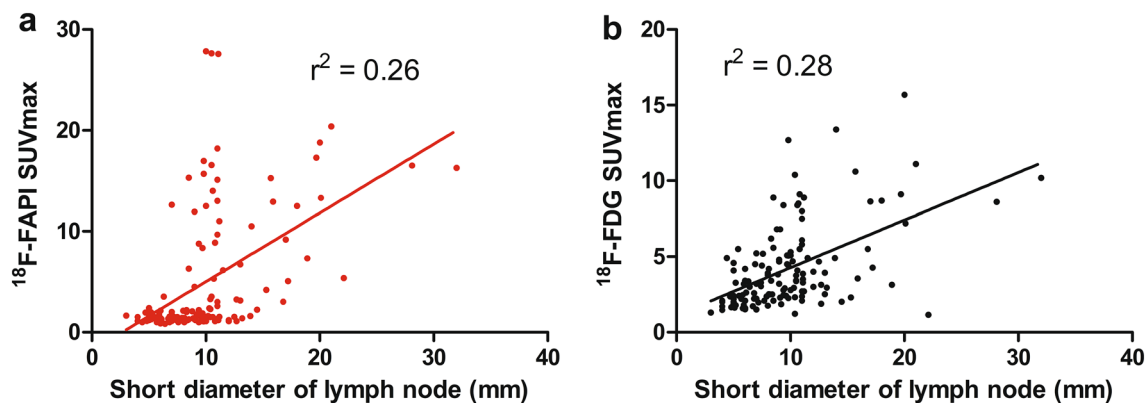 a
30
20
10
0
0 10 20 30 40
¹⁸F-FAPI SUVmax
Short diameter of lymph node (mm)
r² = 0.26
b
20
15
10
5
0
0 10 20 30 40
¹⁸F-FDG SUVmax
Short diameter of lymph node (mm)
r² = 0.28